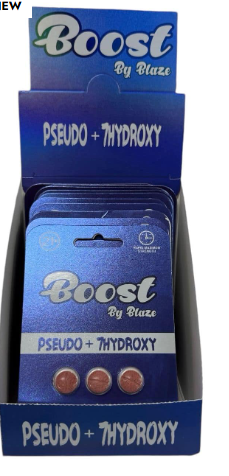 EW
Boost
By Blaze
PSEUDO + 7HYDROXY
Boost
By Blaze
PSEUDO + 7HYDROXY
PSEUDO + 7HYDROXY